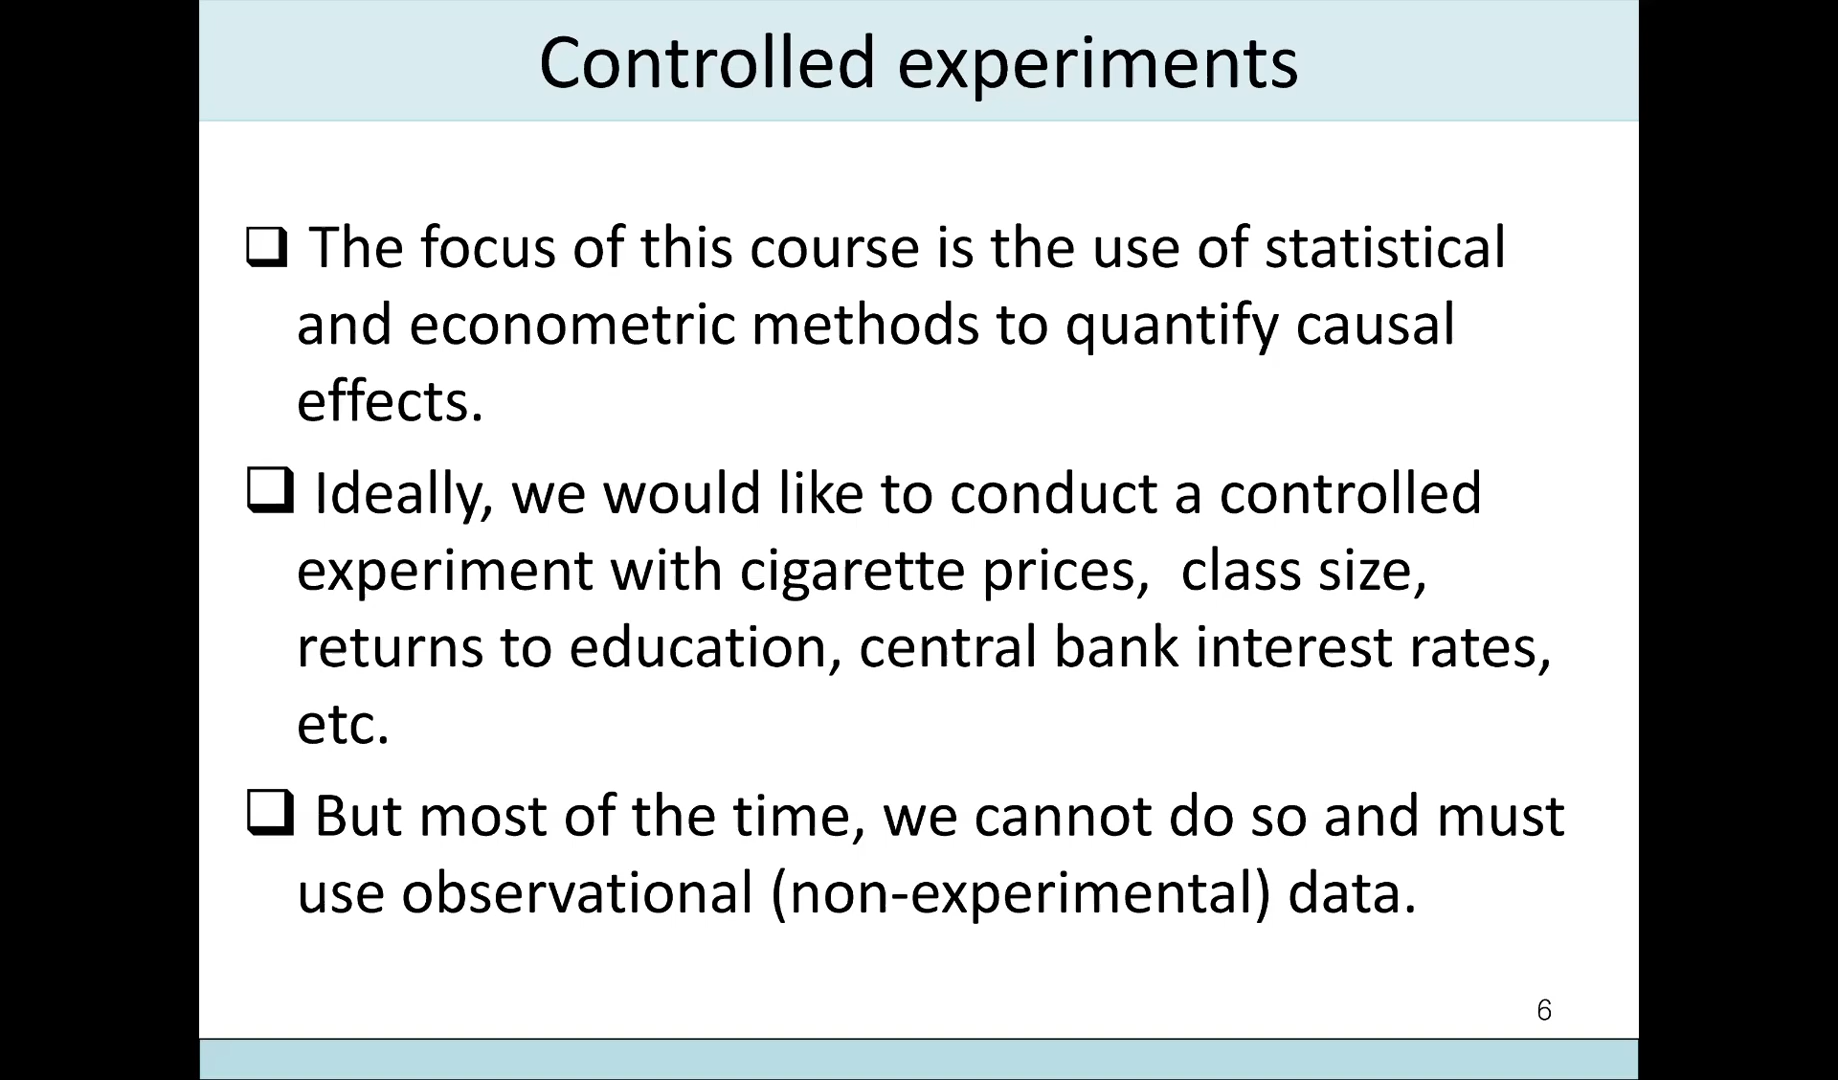 Controlled experiments
❑ The focus of this course is the use of statistical
and econometric methods to quantify causal
effects.
❑ Ideally, we would like to conduct a controlled
experiment with cigarette prices,  class size,
returns to education, central bank interest rates,
etc.
❑ But most of the time, we cannot do so and must
use observational (non-experimental) data.
6